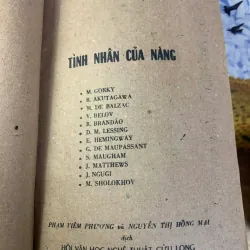 TÌNH NHÂN CỦA NÀNG
• M. GORKY
• R. AKUTAGAWA
• H. DE BALZAC
• V. BELOV
• R. BRANDÃO
• D. M. LESSING
• E. HEMINGWAY
• G. DE MAUPASSANT
• S. MAUGHAM
• J. MATTHEWS
• J. NGUGI
• M. SHOLOKHOV
PHẠM VIÊM PHƯƠNG và NGUYỄN THỊ HỒNG MAI
dịch
HỘI VĂN HỌC NGHỆ THUẬT CỬU LONG